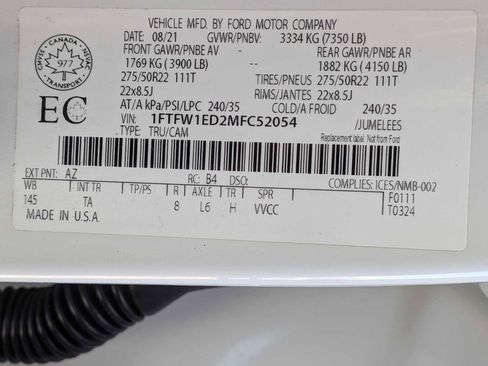 VEHICLE MFD. BY FORD MOTOR COMPANY
DATE: 08/21 GVWR/PNBV: 3334 KG (7350 LB)
FRONT GAWR/PNBE AV - REAR GAWR/PNBE AR
1769 KG ( 3900 LB) 1882 KG ( 4150 LB)
275/50R22 111T TIRES/PNEUS 275/50R22 111T
22x8.5J RIMS/JANTES 22x8.5J
AT/A kPa/PSI/LPC 240/35 COLD/A FROID 240/35
VIN: 1FTFW1ED2MFC52054 /JUMELEES
TYPE: TRU/CAM Replacement label: Not from Ford
CANADA
CMVSS NSVAC
977
TRANSPORT
EC
EXT PNT: AZ RC: B4 DSO: COMPLIES: ICES/NMB-002
WB INT TR TP/PS R AXLE TR SPR F0111
145 TA 8 L6 H VVCC T0324
MADE IN U.S.A.